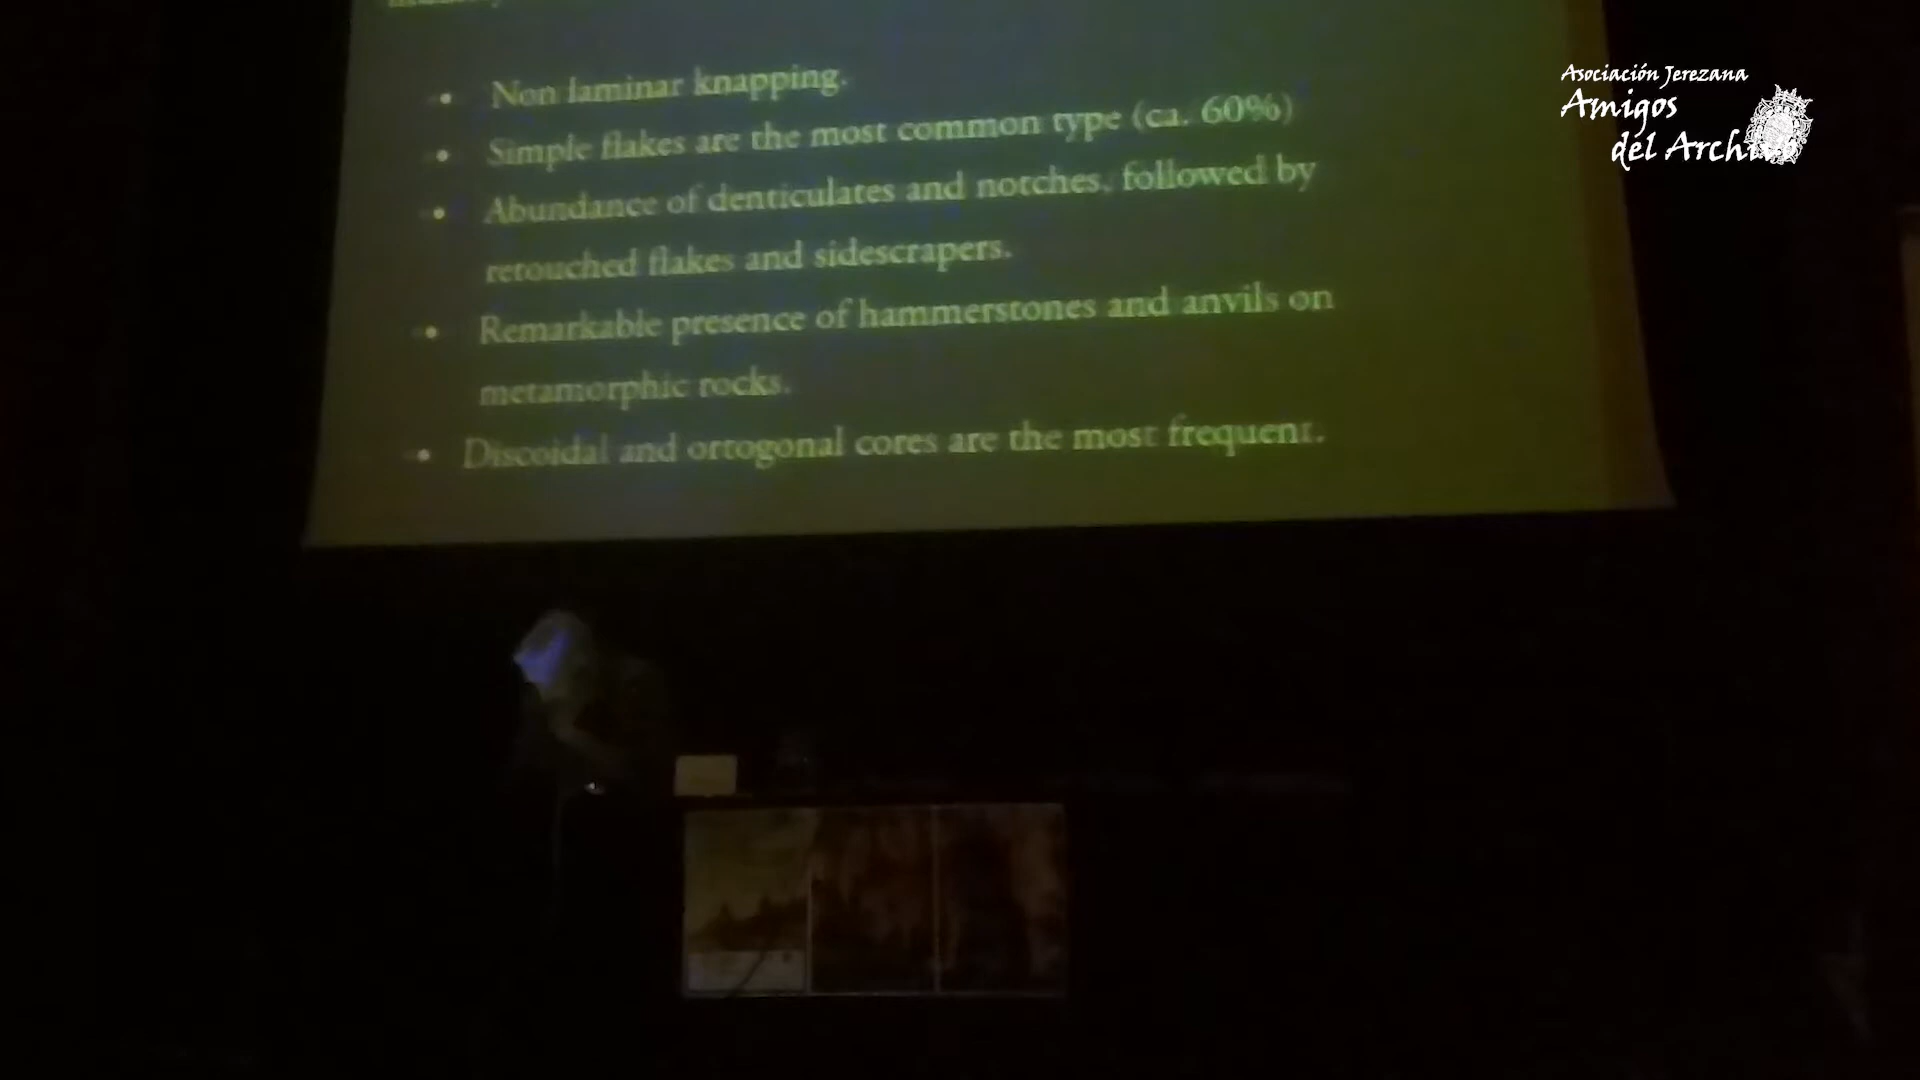 • Non laminar knapping.
• Simple flakes are the most common type (ca. 60%)
• Abundance of denticulates and notches, followed by
retouched flakes and sidescrapers.
• Remarkable presence of hammerstones and anvils on
metamorphic rocks.
• Discoidal and ortogonal cores are the most frequent.
Asociación Jerezana
Amigos
del Archivo